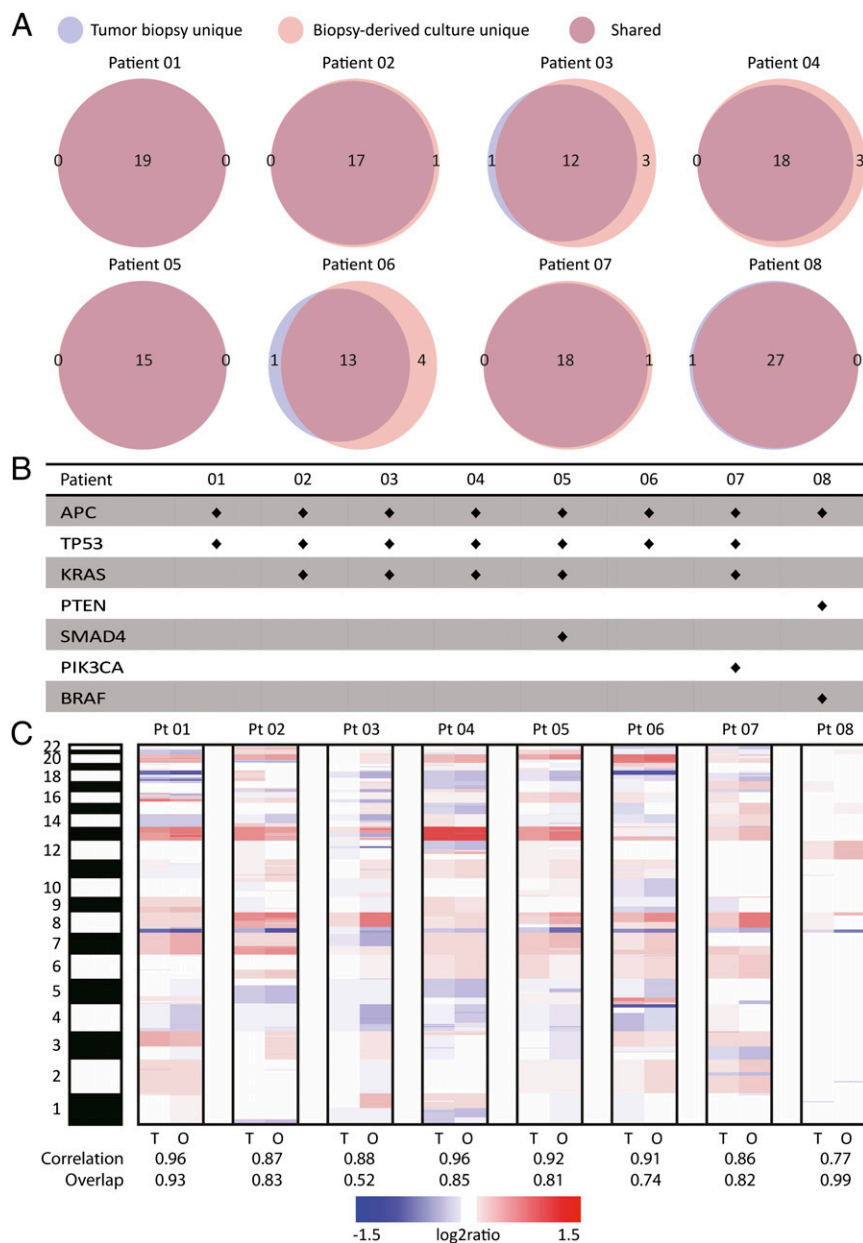 A
Tumor biopsy unique
Biopsy-derived culture unique
Shared
Patient 01
Patient 02
Patient 03
Patient 04
0 19 0
0 17 1
1 12 3
0 18 3
Patient 05
Patient 06
Patient 07
Patient 08
0 15 0
1 13 4
0 18 1
1 27 0
B
Patient 01 02 03 04 05 06 07 08
APC ◆ ◆ ◆ ◆ ◆ ◆ ◆ ◆
TP53 ◆ ◆ ◆ ◆ ◆ ◆ ◆
KRAS ◆ ◆ ◆ ◆ ◆
PTEN ◆
SMAD4 ◆
PIK3CA ◆
BRAF ◆
C
Pt 01 Pt 02 Pt 03 Pt 04 Pt 05 Pt 06 Pt 07 Pt 08
22
20
18
16
14
12
10
9
8
7
6
5
4
3
2
1
T O T O T O T O T O T O T O T O
Correlation 0.96 0.87 0.88 0.96 0.92 0.91 0.86 0.77
Overlap 0.93 0.83 0.52 0.85 0.81 0.74 0.82 0.99
-1.5 log2ratio 1.5